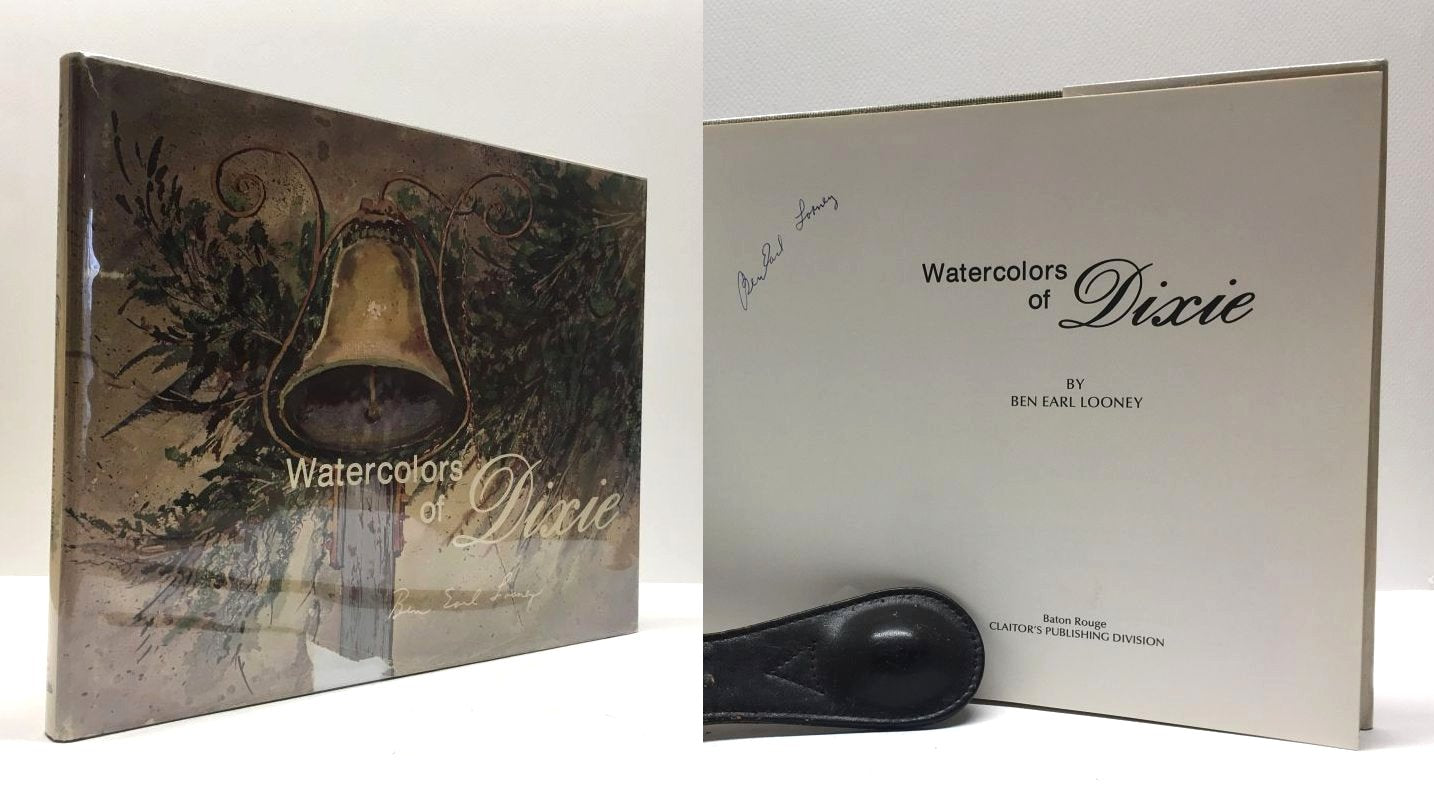 Watercolors
of Dixie
Ben Earl Looney
Ben Earl Looney
Watercolors
of Dixie
BY
BEN EARL LOONEY
Baton Rouge
CLAITOR'S PUBLISHING DIVISION